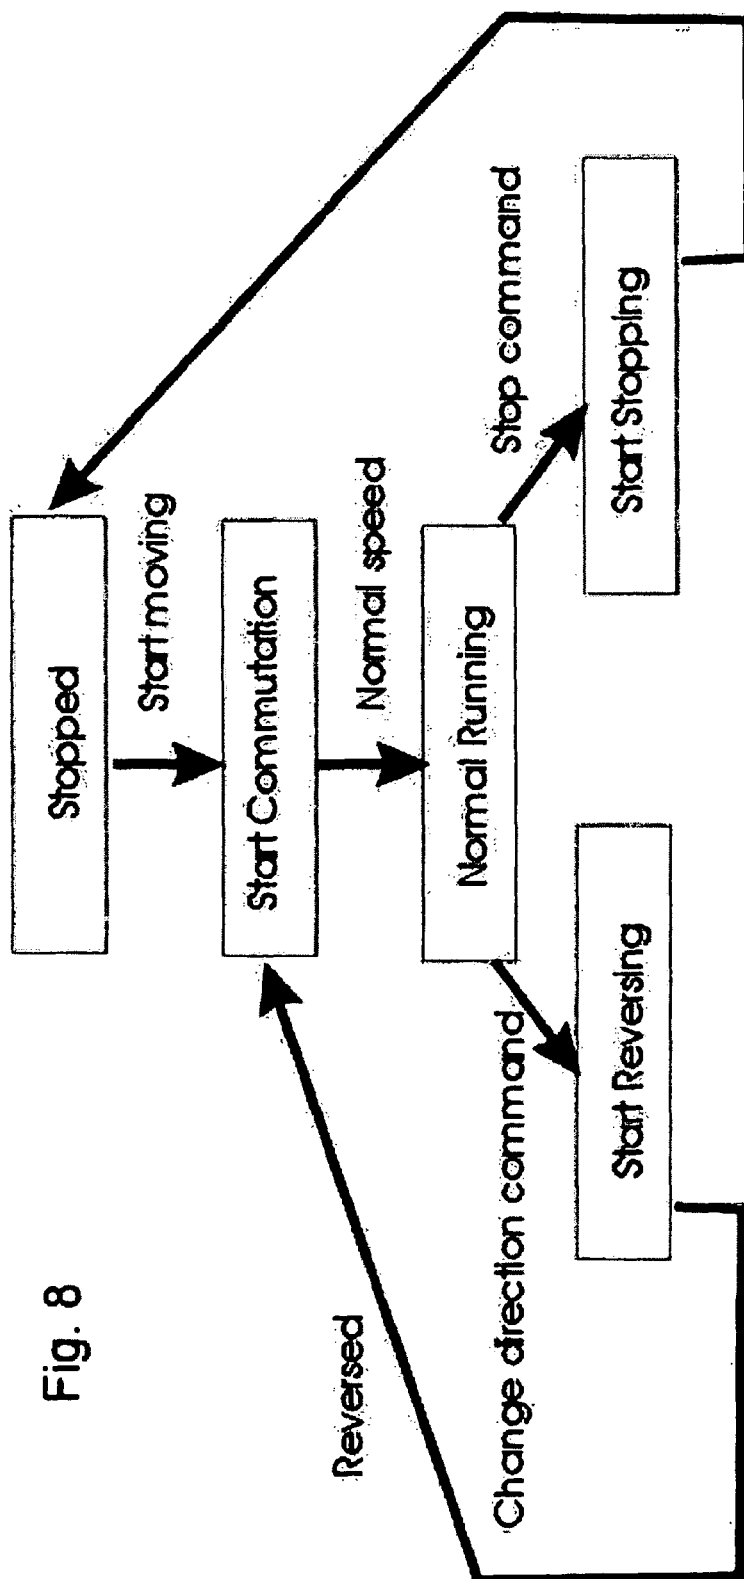 Fig. 8
Stopped
Start moving
Start Commutation
Reversed
Normal speed
Normal Running
Change direction command
Stop command
Start Reversing
Start Stopping